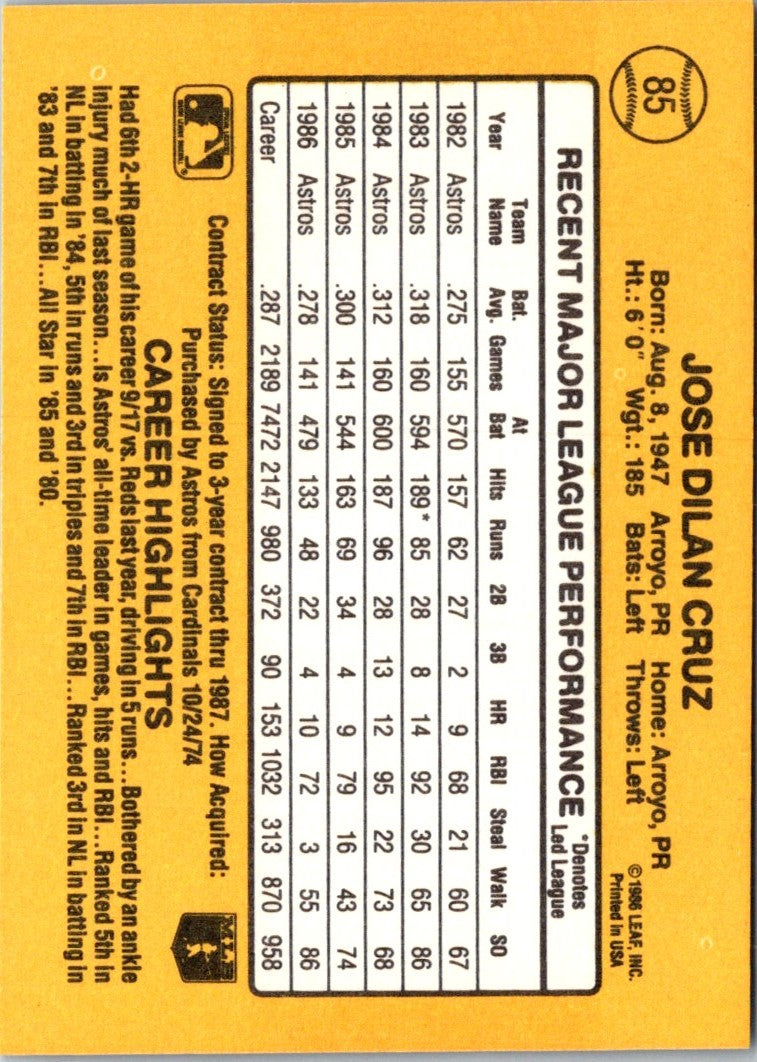 85
JOSE DILAN CRUZ
Born: Aug. 8, 1947 Arroyo, PR Home: Arroyo, PR
Ht.: 6'0" Wgt.: 185 Bats: Left Throws: Left
© 1986 LEAF, INC.
Printed in USA
RECENT MAJOR LEAGUE PERFORMANCE *Denotes Led League
Year Team Name Bat. Avg. Games At Bat Hits Runs 2B 3B HR RBI Steal Walk SO
1982 Astros .275 155 570 157 62 27 2 9 68 21 60 67
1983 Astros .318 160 594 189* 85 28 8 14 92 30 65 86
1984 Astros .312 160 600 187 96 28 13 12 95 22 73 68
1985 Astros .300 141 544 163 69 34 4 9 79 16 43 74
1986 Astros .278 141 479 133 48 22 4 10 72 3 55 86
Career .287 2189 7472 2147 980 372 90 153 1032 313 870 958
Contract Status: Signed to 3-year contract thru 1987. How Acquired:
Purchased by Astros from Cardinals 10/24/74
MLB
CAREER HIGHLIGHTS
Had 6th 2-HR game of his career 9/17 vs. Reds last year, driving in 5 runs...Bothered by an ankle
injury much of last season...Is Astros' all-time leader in games, hits and RBI...Ranked 5th in
NL in batting in '84, 5th in runs and 3rd in triples and 7th in RBI...Ranked 3rd in NL in batting in
'83 and 7th in RBI...All Star in '85 and '80.